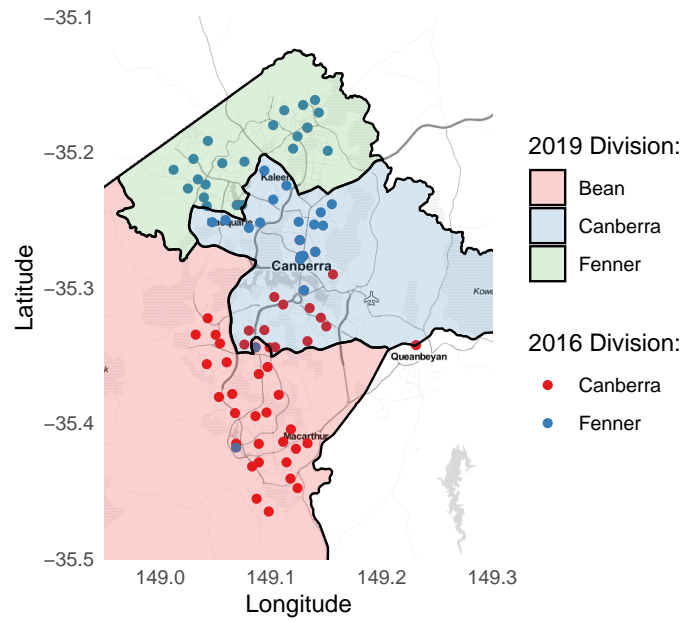 −35.1
−35.2
−35.3
−35.4
−35.5
Latitude
149.0
149.1
149.2
149.3
Longitude
Kaleen
Canberra
Queanbeyan
Macarthur
2019 Division:
Bean
Canberra
Fenner
2016 Division:
Canberra
Fenner